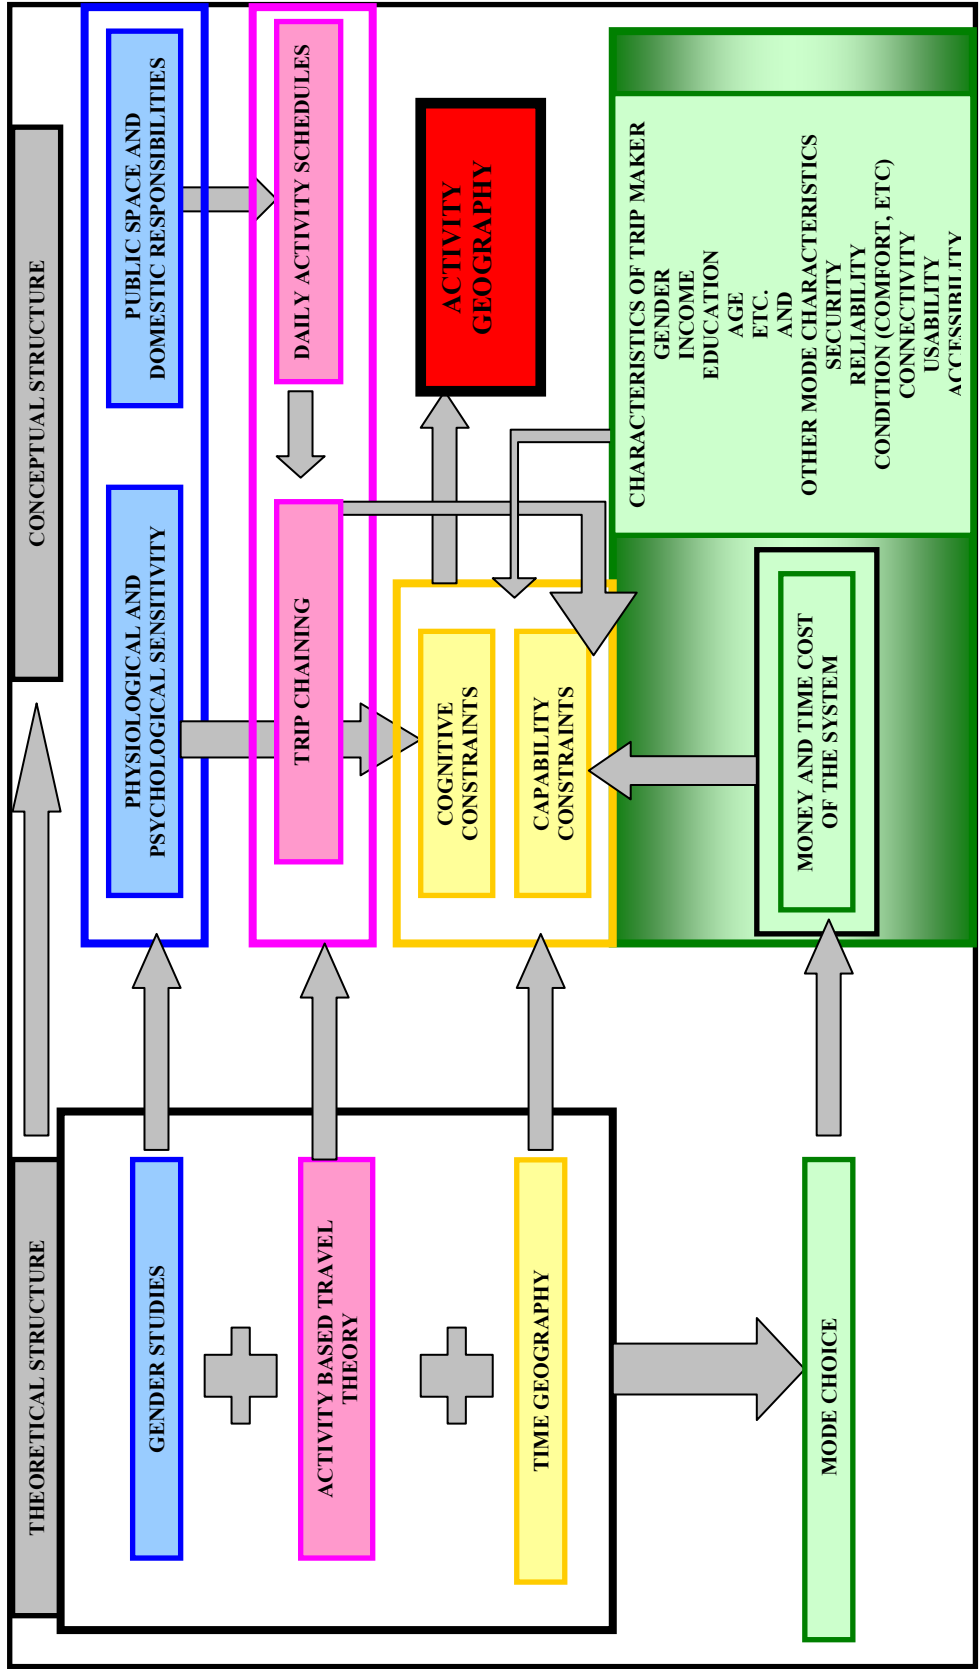 THEORETICAL STRUCTURE
CONCEPTUAL STRUCTURE
GENDER STUDIES
PHYSIOLOGICAL AND
PSYCHOLOGICAL SENSITIVITY
PUBLIC SPACE AND
DOMESTIC RESPONSIBILITIES
ACTIVITY BASED TRAVEL
THEORY
TRIP CHAINING
DAILY ACTIVITY SCHEDULES
TIME GEOGRAPHY
COGNITIVE
CONSTRAINTS
CAPABILITY
CONSTRAINTS
ACTIVITY
GEOGRAPHY
MODE CHOICE
MONEY AND TIME COST
OF THE SYSTEM
CHARACTERISTICS OF TRIP MAKER
GENDER
INCOME
EDUCATION
AGE
ETC.
AND
OTHER MODE CHARACTERISTICS
SECURITY
RELIABILITY
CONDITION (COMFORT, ETC)
CONNECTIVITY
USABILITY
ACCESSIBILITY